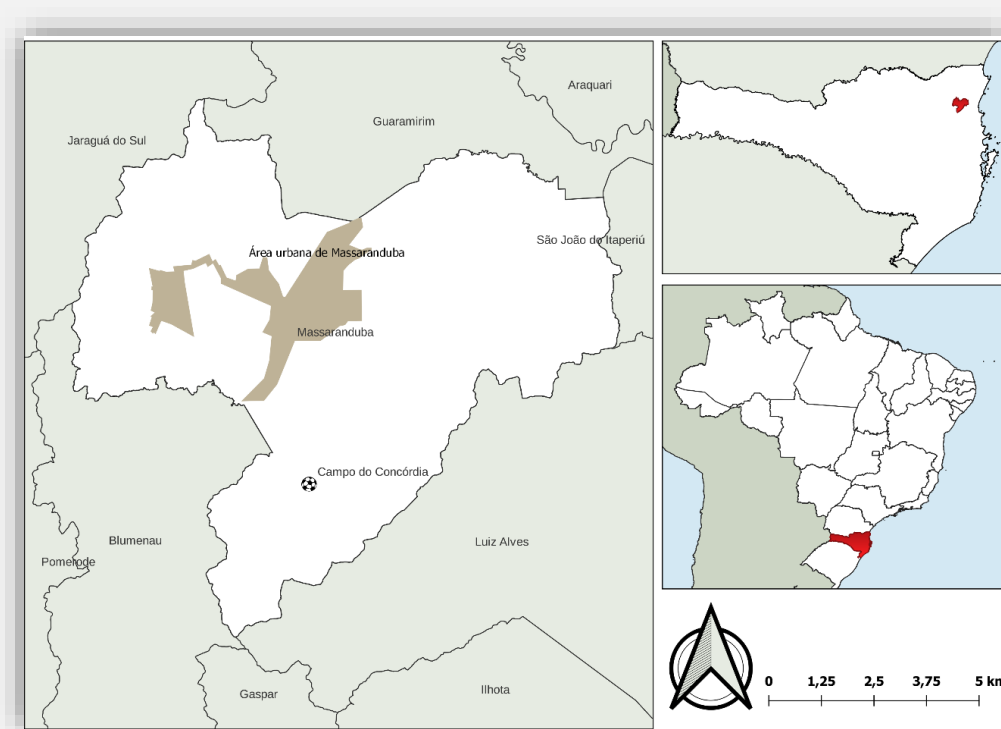 Araquari
Guaramirim
Jaraguá do Sul
São João do Itaperiú
Área urbana de Massaranduba
Massaranduba
Campo do Concórdia
Blumenau
Luiz Alves
Pomerode
Gaspar
Ilhota
0 1,25 2,5 3,75 5 km